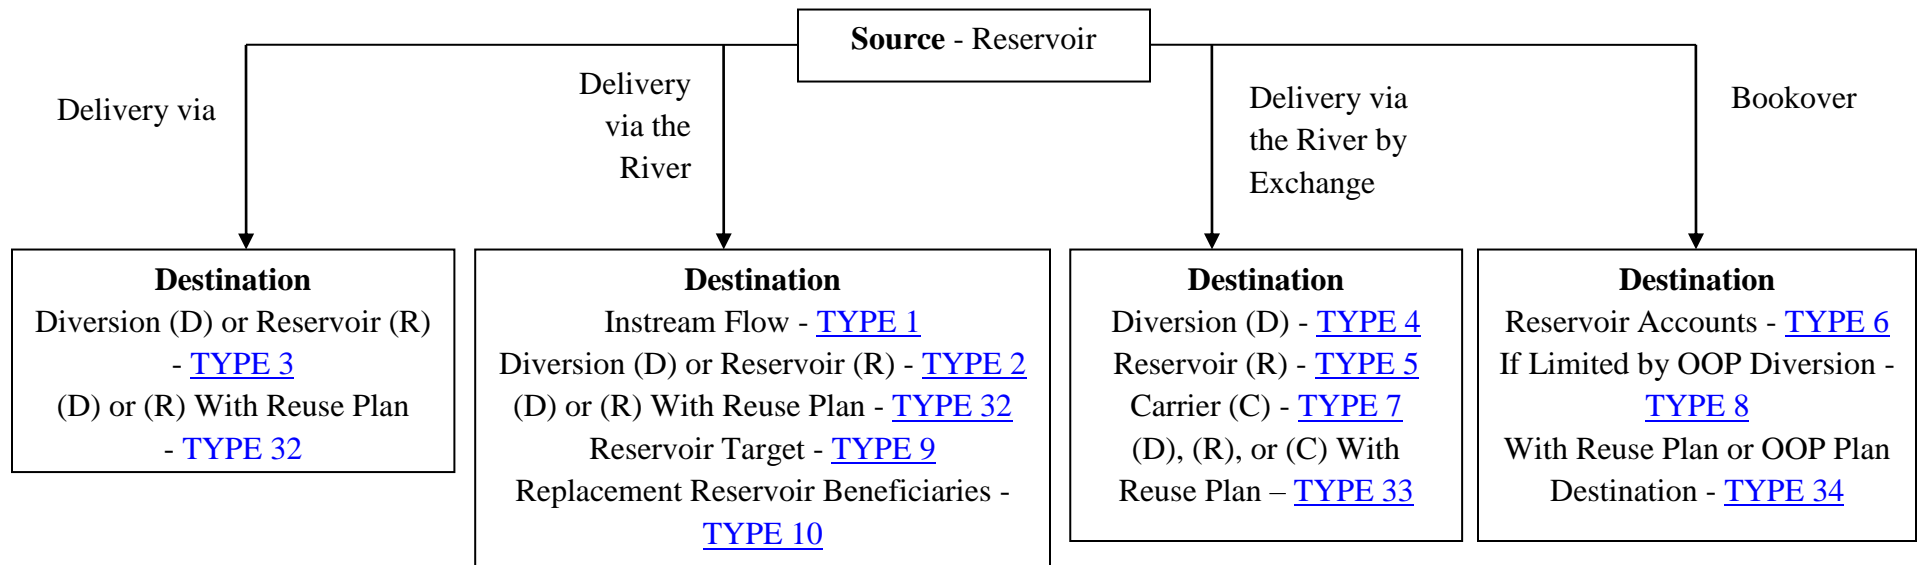 Source - Reservoir
Delivery via
Delivery
via the
River
Delivery via
the River by
Exchange
Bookover
Destination
Diversion (D) or Reservoir (R)
- TYPE 3
(D) or (R) With Reuse Plan
- TYPE 32
Destination
Instream Flow - TYPE 1
Diversion (D) or Reservoir (R) - TYPE 2
(D) or (R) With Reuse Plan - TYPE 32
Reservoir Target - TYPE 9
Replacement Reservoir Beneficiaries -
TYPE 10
Destination
Diversion (D) - TYPE 4
Reservoir (R) - TYPE 5
Carrier (C) - TYPE 7
(D), (R), or (C) With
Reuse Plan – TYPE 33
Destination
Reservoir Accounts - TYPE 6
If Limited by OOP Diversion -
TYPE 8
With Reuse Plan or OOP Plan
Destination - TYPE 34